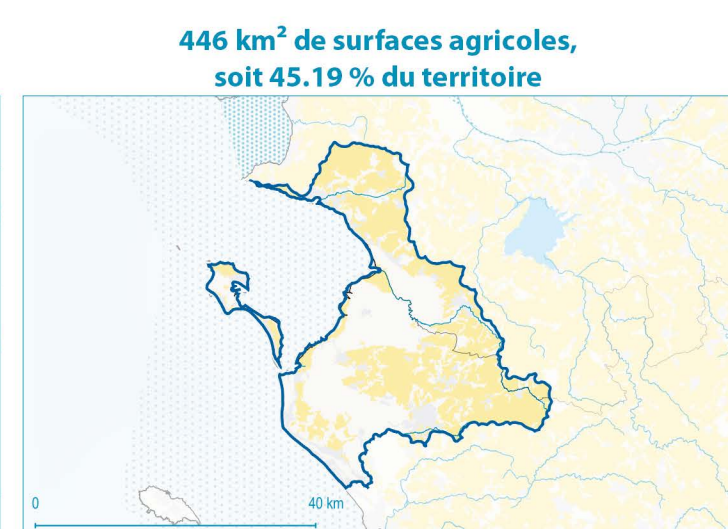 446 km² de surfaces agricoles,
soit 45.19 % du territoire
0
40 km